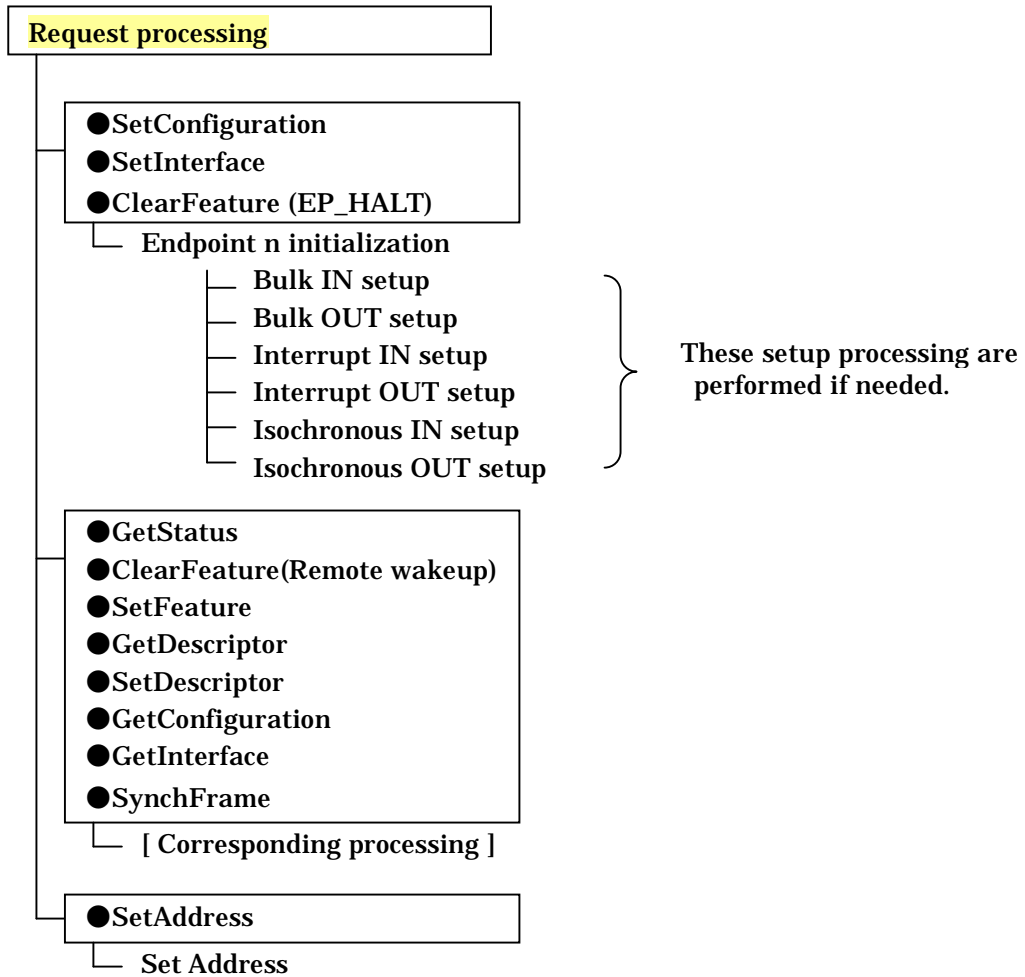 Request processing
●SetConfiguration
●SetInterface
●ClearFeature (EP_HALT)
Endpoint n initialization
Bulk IN setup
Bulk OUT setup
Interrupt IN setup
Interrupt OUT setup
Isochronous IN setup
Isochronous OUT setup
These setup processing are
performed if needed.
●GetStatus
●ClearFeature(Remote wakeup)
●SetFeature
●GetDescriptor
●SetDescriptor
●GetConfiguration
●GetInterface
●SynchFrame
[ Corresponding processing ]
●SetAddress
Set Address